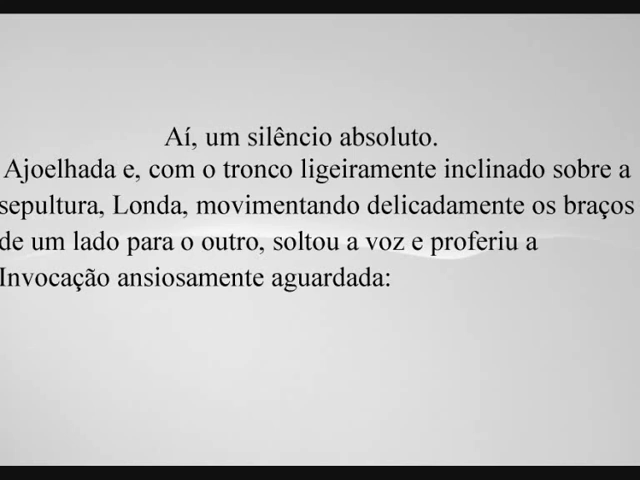 Aí, um silêncio absoluto.
Ajoelhada e, com o tronco ligeiramente inclinado sobre a
sepultura, Londa, movimentando delicadamente os braços
de um lado para o outro, soltou a voz e proferiu a
Invocação ansiosamente aguardada: